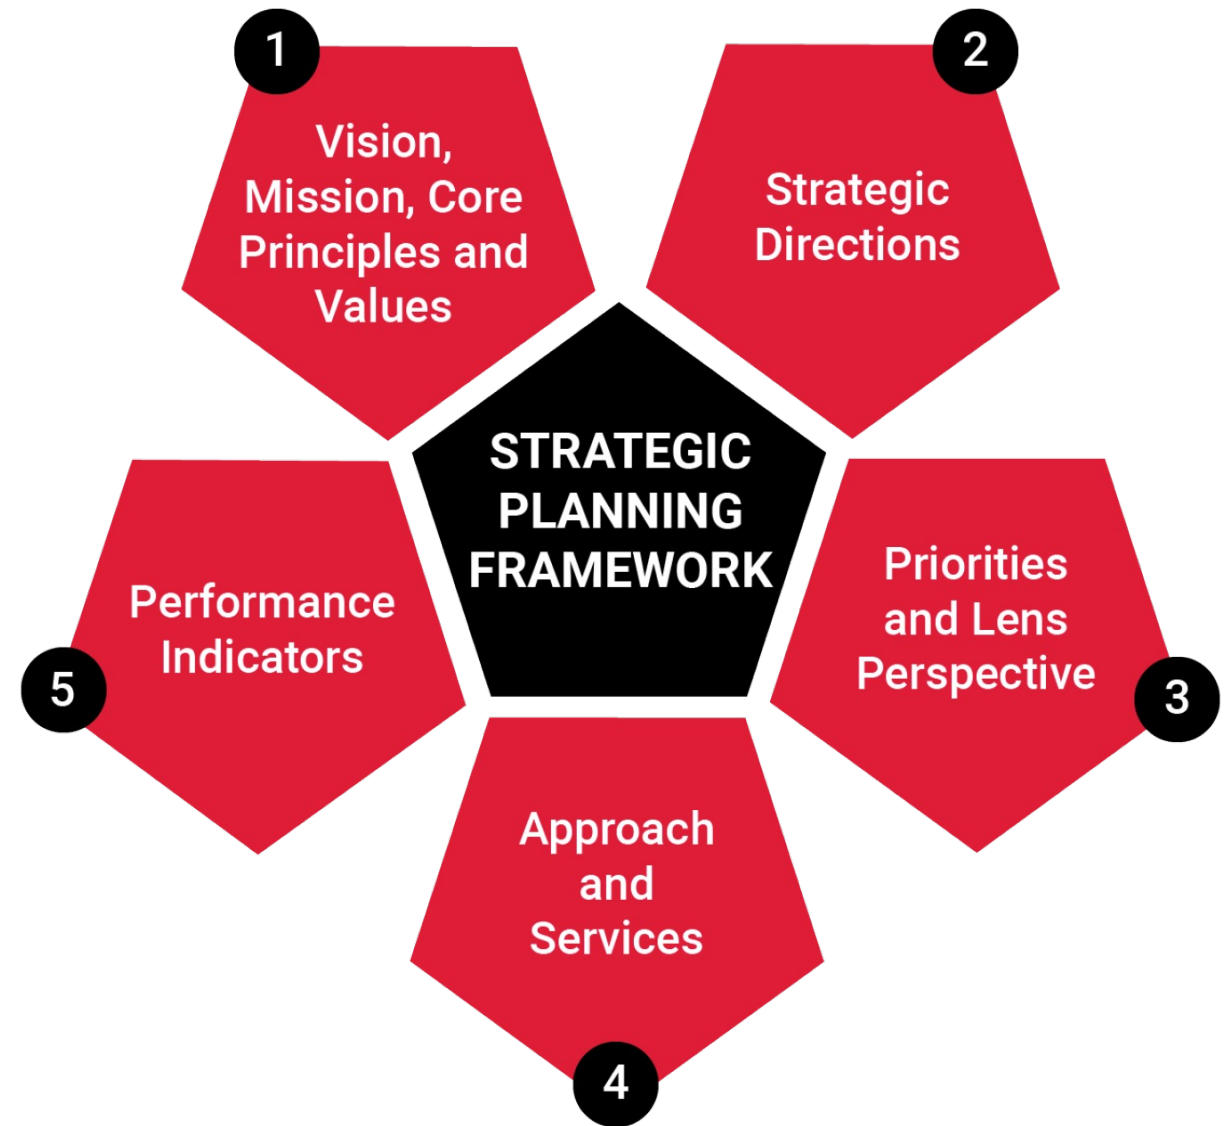 1
Vision,
Mission, Core
Principles and
Values
2
Strategic
Directions
STRATEGIC
PLANNING
FRAMEWORK
Priorities
and Lens
Perspective
3
Approach
and
Services
4
Performance
Indicators
5